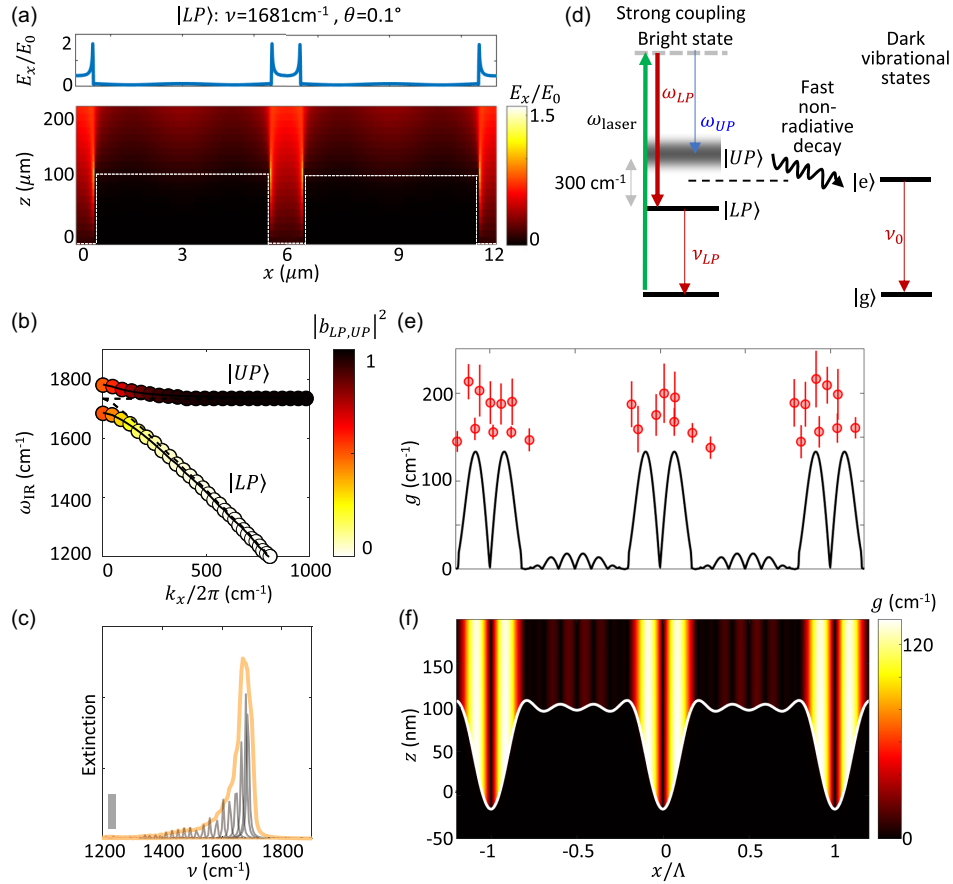 (a)
|LP⟩: ν=1681cm⁻¹ , θ=0.1°
Eₓ/E₀
2
0
Eₓ/E₀
1.5
0
z (μm)
200
100
0
0 3 6 9 12
x (μm)
(d)
Strong coupling
Bright state
Dark
vibrational
states
ω_LP
ω_laser
ω_UP
Fast
non-
radiative
decay
|UP⟩
300 cm⁻¹
|e⟩
|LP⟩
ν_LP
ν₀
|g⟩
(b)
|b_LP,UP|²
1
0
ω_IR
(cm⁻¹)
1800
1600
1400
1200
|UP⟩
|LP⟩
0 500 1000
kₓ/2π (cm⁻¹)
(e)
g (cm⁻¹)
200
100
0
(c)
Extinction
1200 1400 1600 1800
ν (cm⁻¹)
(f)
g (cm⁻¹)
120
0
z (nm)
150
100
50
0
-50
-1 -0.5 0 0.5 1
x/Λ